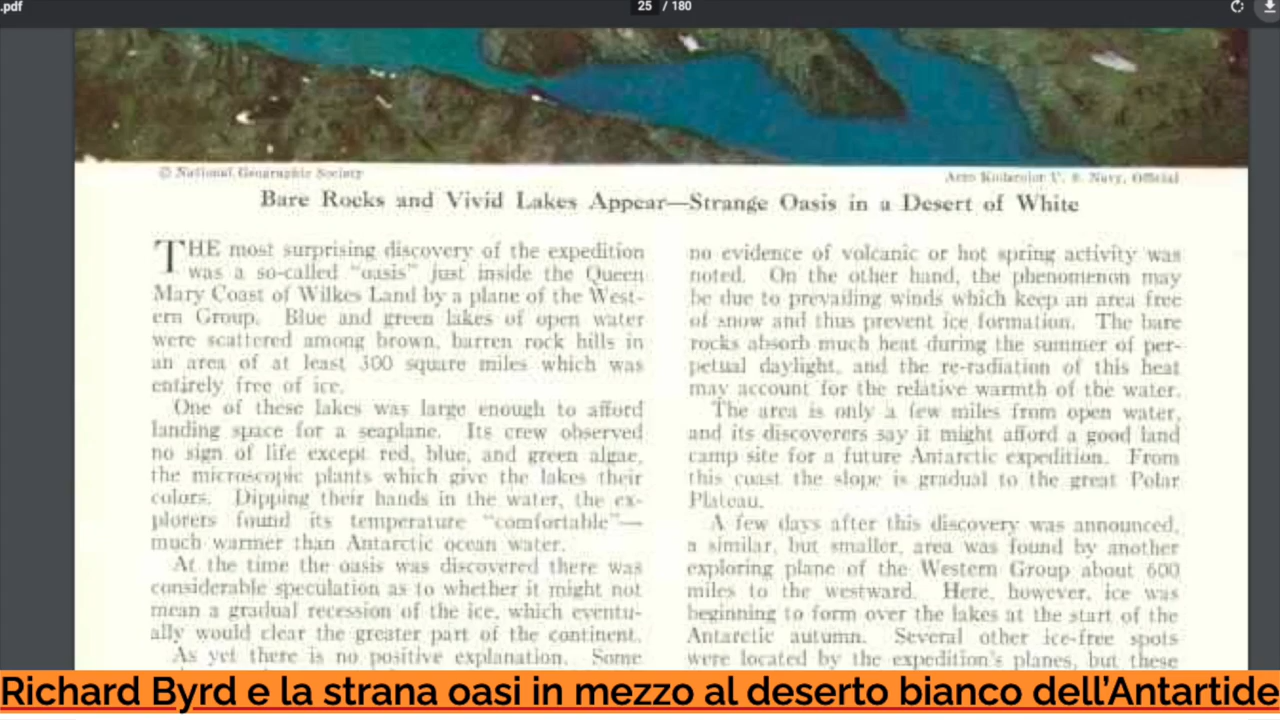 .pdf
25 / 180
© National Geographic Society
Aero Kodacolor U. S. Navy, Official
Bare Rocks and Vivid Lakes Appear—Strange Oasis in a Desert of White
THE most surprising discovery of the expedition
was a so-called "oasis" just inside the Queen
Mary Coast of Wilkes Land by a plane of the West-
ern Group. Blue and green lakes of open water
were scattered among brown, barren rock hills in
an area of at least 300 square miles which was
entirely free of ice.
One of these lakes was large enough to afford
landing space for a seaplane. Its crew observed
no sign of life except red, blue, and green algae,
the microscopic plants which give the lakes their
colors. Dipping their hands in the water, the ex-
plorers found its temperature "comfortable"—
much warmer than Antarctic ocean water.
At the time the oasis was discovered there was
considerable speculation as to whether it might not
mean a gradual recession of the ice, which eventu-
ally would clear the greater part of the continent.
As yet there is no positive explanation. Some
no evidence of volcanic or hot spring activity was
noted. On the other hand, the phenomenon may
be due to prevailing winds which keep an area free
of snow and thus prevent ice formation. The bare
rocks absorb much heat during the summer of per-
petual daylight, and the re-radiation of this heat
may account for the relative warmth of the water.
The area is only a few miles from open water,
and its discoverers say it might afford a good land
camp site for a future Antarctic expedition. From
this coast the slope is gradual to the great Polar
Plateau.
A few days after this discovery was announced,
a similar, but smaller, area was found by another
exploring plane of the Western Group about 600
miles to the westward. Here, however, ice was
beginning to form over the lakes at the start of the
Antarctic autumn. Several other ice-free spots
were located by the expedition's planes, but these
Richard Byrd e la strana oasi in mezzo al deserto bianco dell'Antartide